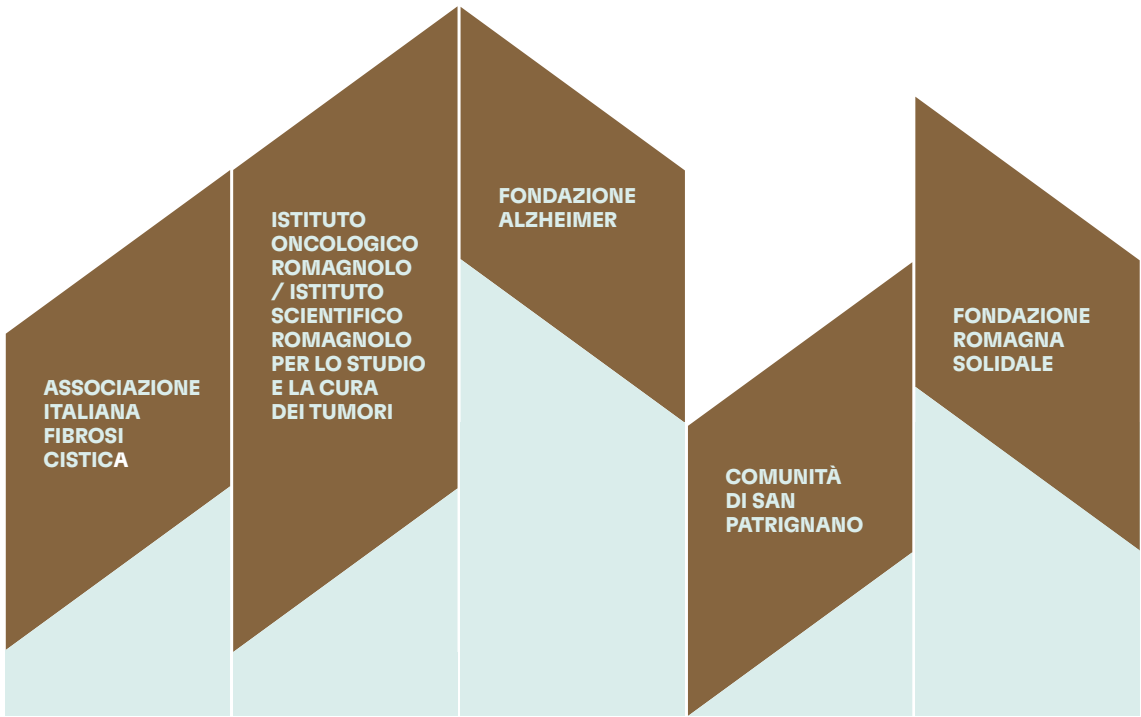 ASSOCIAZIONE
ITALIANA
FIBROSI
CISTICA
ISTITUTO
ONCOLOGICO
ROMAGNOLO
/ ISTITUTO
SCIENTIFICO
ROMAGNOLO
PER LO STUDIO
E LA CURA
DEI TUMORI
FONDAZIONE
ALZHEIMER
COMUNITÀ
DI SAN
PATRIGNANO
FONDAZIONE
ROMAGNA
SOLIDALE